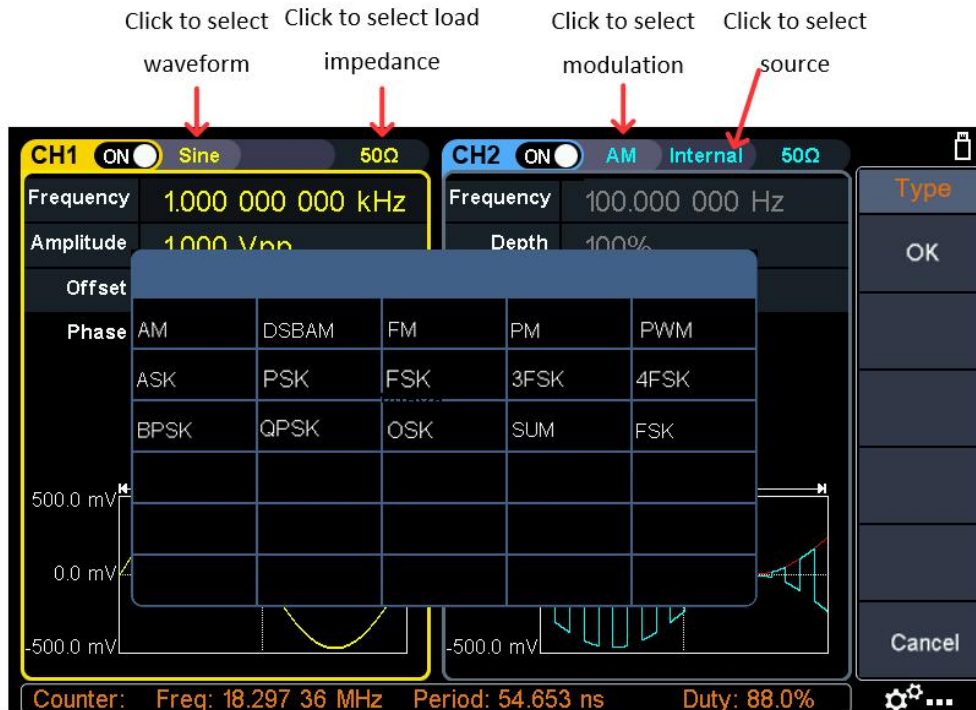 Click to select waveform
Click to select load impedance
Click to select modulation
Click to select source
CH1 ON Sine 50Ω
CH2 ON AM Internal 50Ω
Type
Frequency 1.000 000 000 kHz
Frequency 100.000 000 Hz
Amplitude 1.000 Vpp
Depth 100%
OK
Offset
Phase
AM DSBAM FM PM PWM
ASK PSK FSK 3FSK 4FSK
BPSK QPSK OSK SUM FSK
500.0 mV
0.0 mV
-500.0 mV
-500.0 mV
Cancel
Counter: Freq: 18.297 36 MHz Period: 54.653 ns Duty: 88.0%